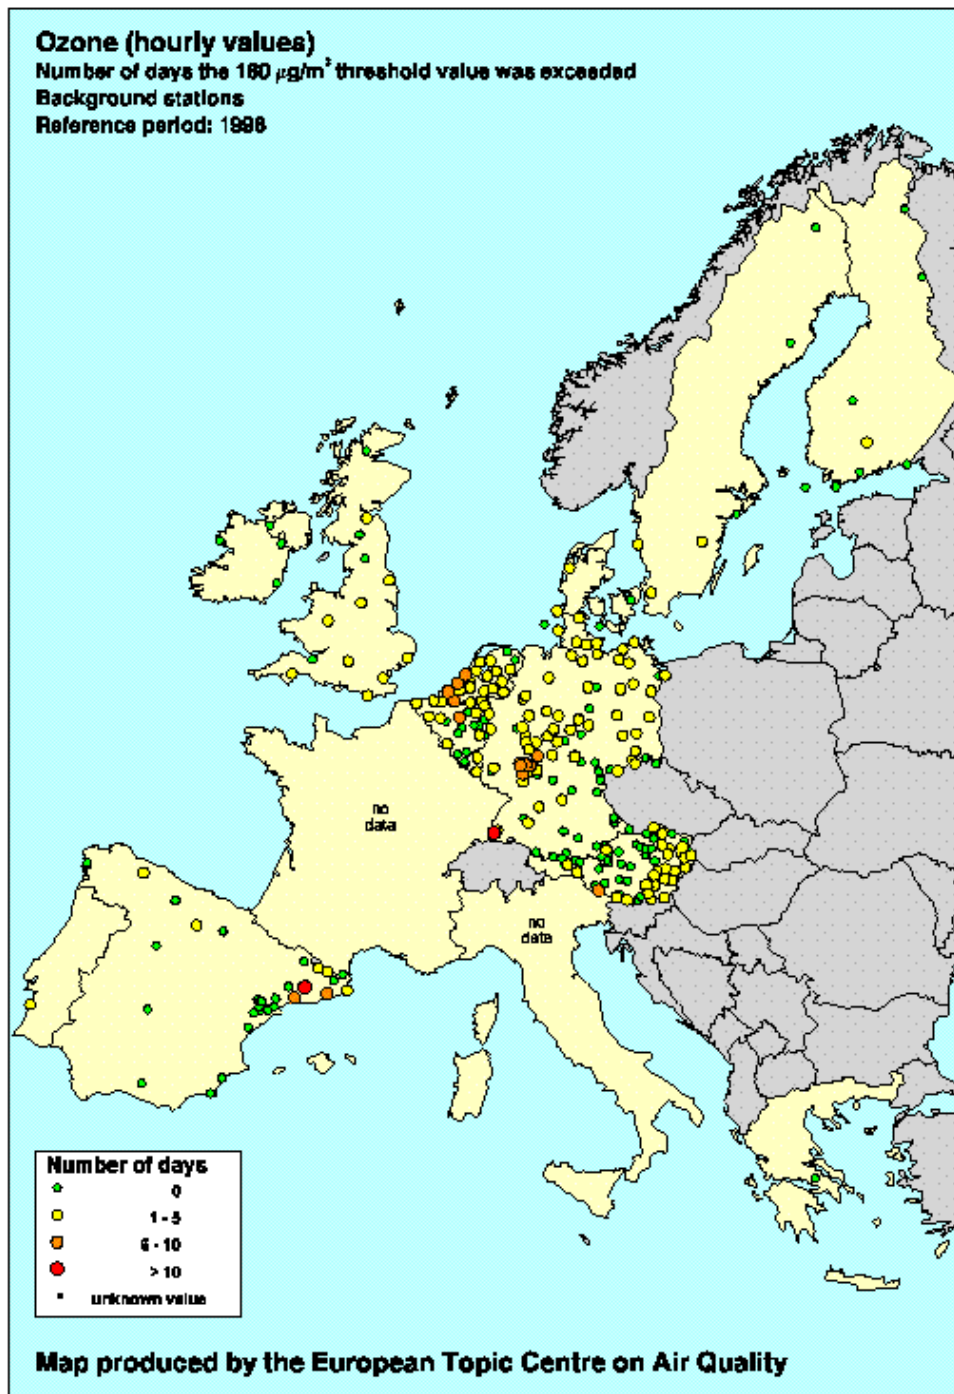 Ozone (hourly values)
Number of days the 180 µg/m³ threshold value was exceeded
Background stations
Reference period: 1998
no
data
no
data
Number of days
0
1 - 5
6 - 10
> 10
unknown value
Map produced by the European Topic Centre on Air Quality